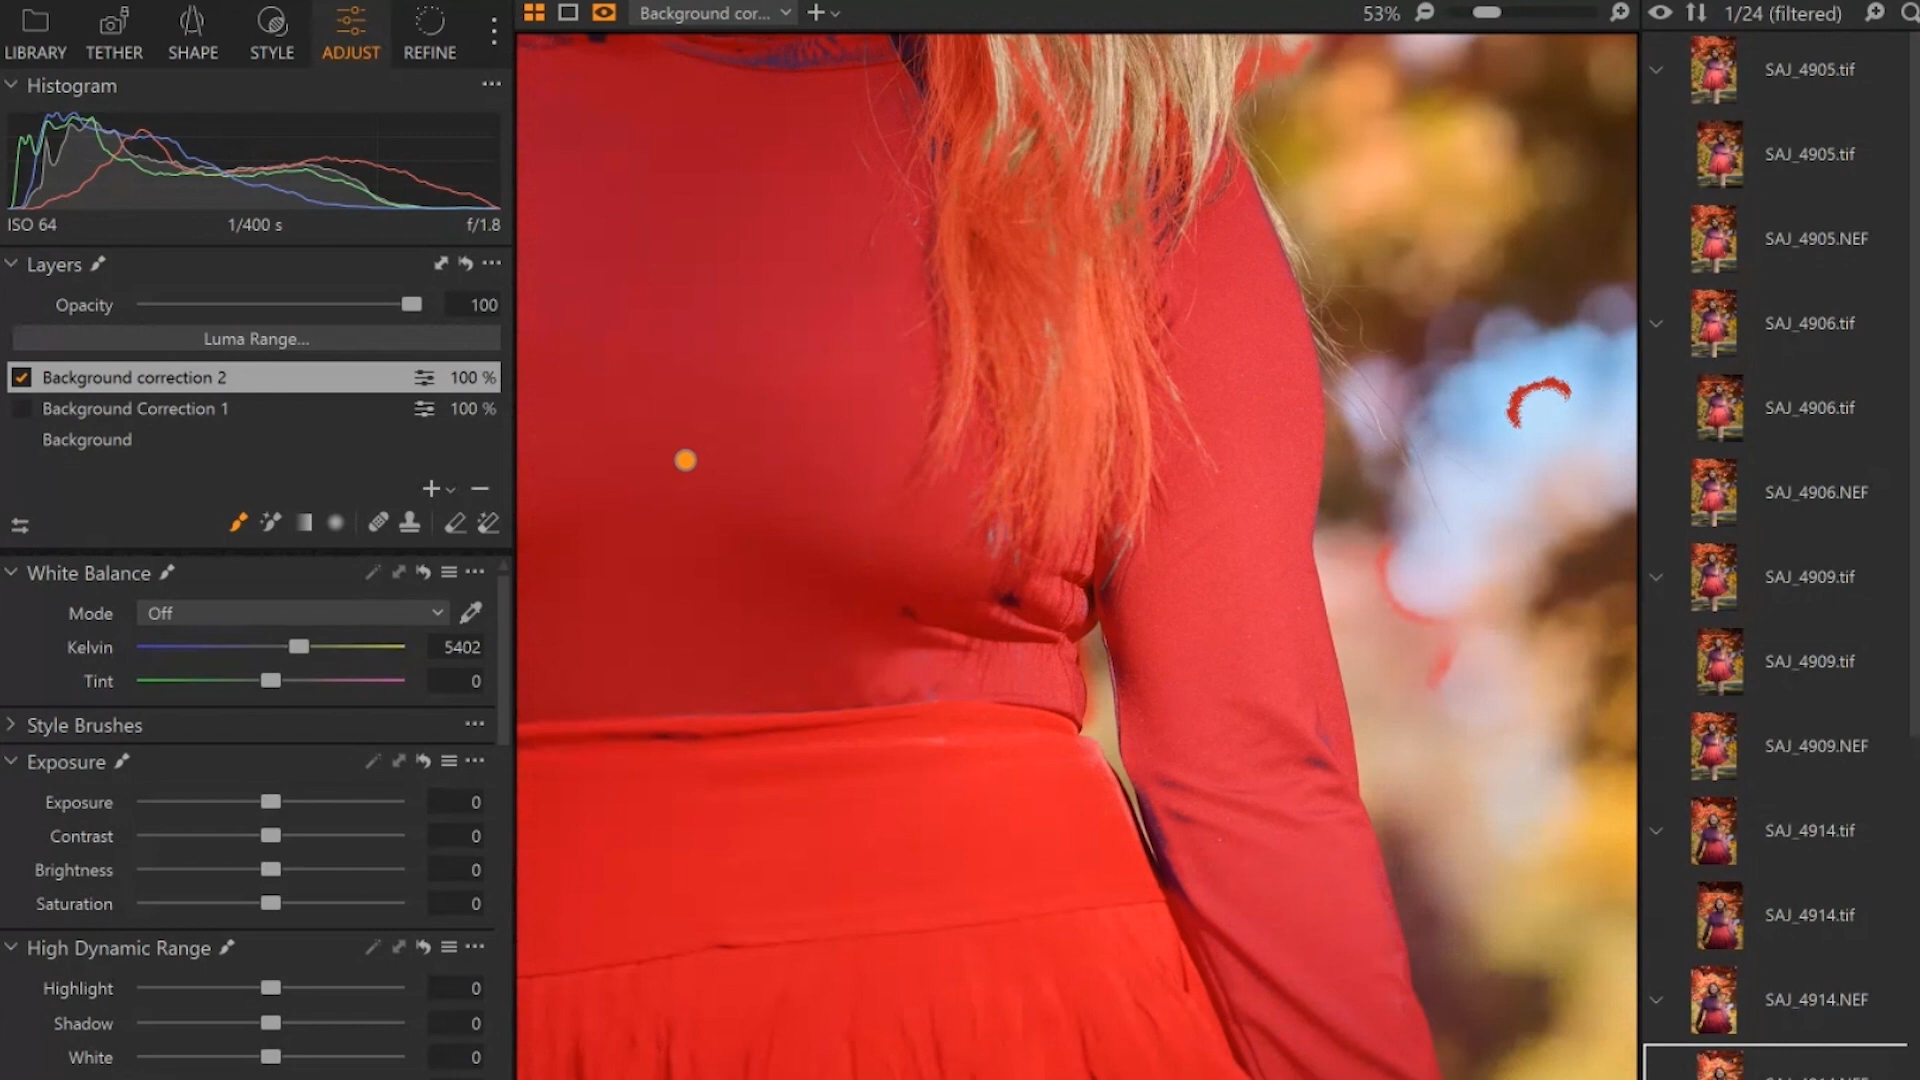 LIBRARY
TETHER
SHAPE
STYLE
ADJUST
REFINE
Background cor...
53%
1/24 (filtered)
Histogram
ISO 64
1/400 s
f/1.8
Layers
Opacity
100
Luma Range...
Background correction 2
100 %
Background Correction 1
100 %
Background
White Balance
Mode
Off
Kelvin
5402
Tint
0
Style Brushes
Exposure
Exposure
0
Contrast
0
Brightness
0
Saturation
0
High Dynamic Range
Highlight
0
Shadow
0
White
0
SAJ_4905.tif
SAJ_4905.tif
SAJ_4905.NEF
SAJ_4906.tif
SAJ_4906.tif
SAJ_4906.NEF
SAJ_4909.tif
SAJ_4909.tif
SAJ_4909.NEF
SAJ_4914.tif
SAJ_4914.tif
SAJ_4914.NEF